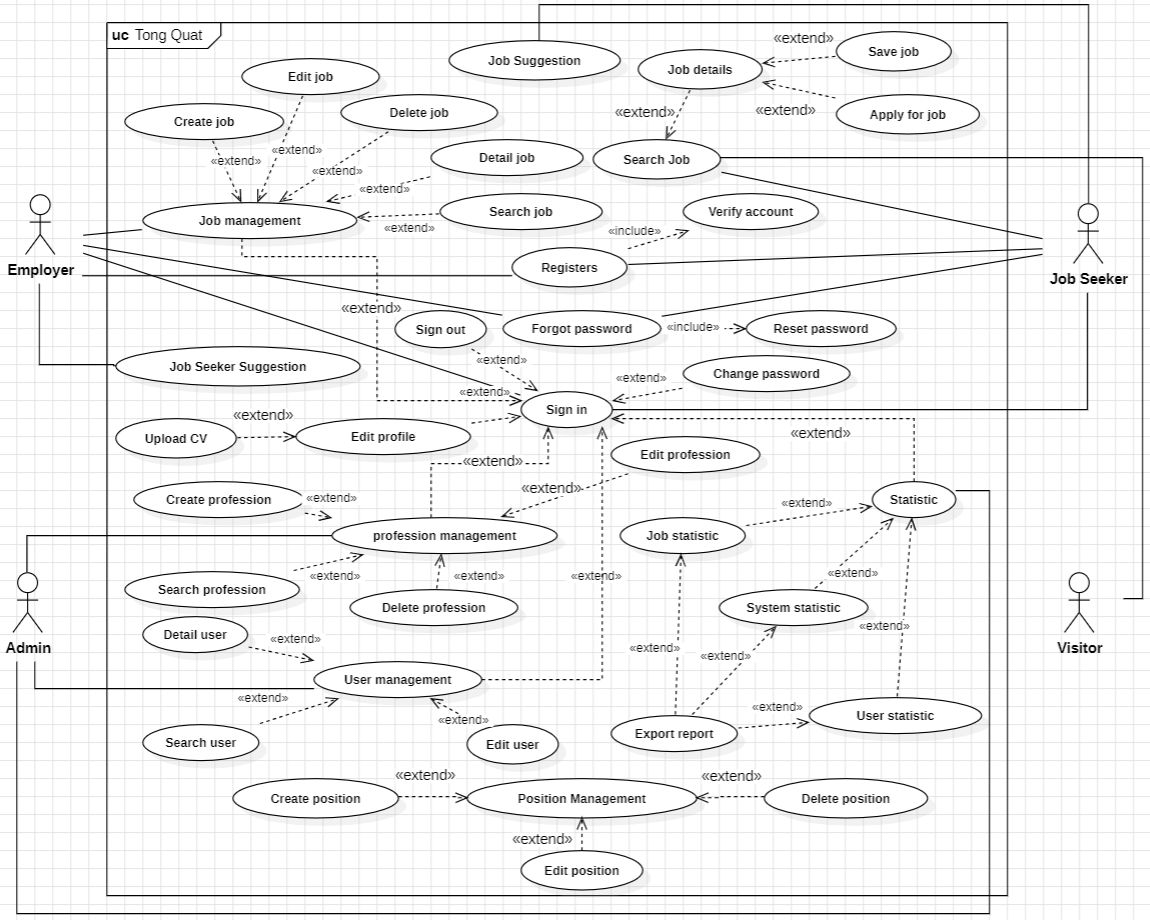 uc Tong Quat
Job Suggestion
«extend»
Save job
Job details
Edit job
«extend»
«extend»
Delete job
Create job
Apply for job
«extend»
«extend»
«extend»
Detail job
Search Job
«extend»
Job management
Search job
Verify account
«extend»
«include»
Employer
Registers
Job Seeker
«extend»
Sign out
Forgot password
«include»
Reset password
Job Seeker Suggestion
«extend»
«extend»
Change password
«extend»
Sign in
«extend»
Upload CV
Edit profile
«extend»
Edit profession
«extend»
«extend»
Create profession
«extend»
Statistic
«extend»
profession management
Job statistic
«extend»
«extend»
«extend»
«extend»
Search profession
Delete profession
System statistic
Detail user
«extend»
«extend»
Admin
«extend»
«extend»
Visitor
User management
«extend»
«extend»
«extend»
User statistic
Search user
Edit user
Export report
«extend»
«extend»
Create position
Position Management
Delete position
«extend»
Edit position